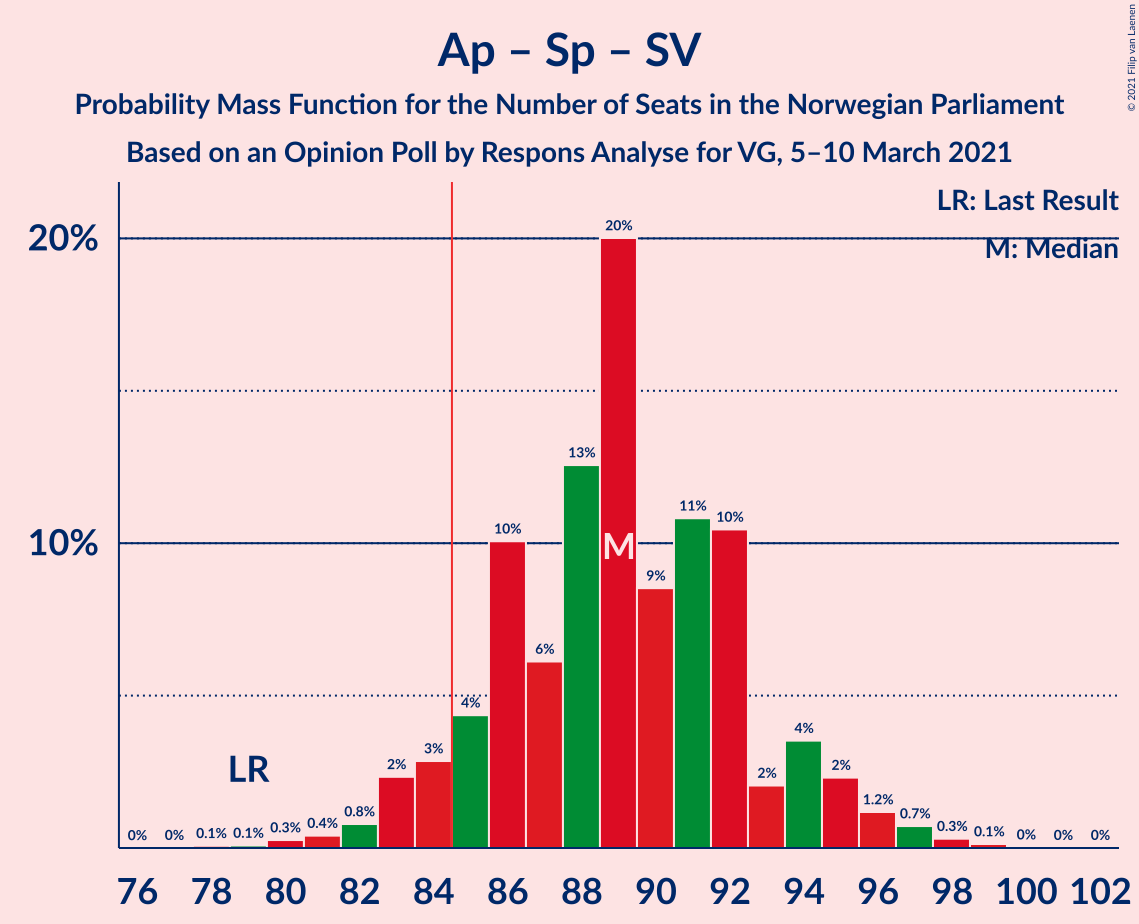 Ap – Sp – SV
Probability Mass Function for the Number of Seats in the Norwegian Parliament
Based on an Opinion Poll by Respons Analyse for VG, 5–10 March 2021
© 2021 Filip van Laenen
LR: Last Result
M: Median
20%
10%
0% 0% 0.1% 0.1% 0.3% 0.4% 0.8% 2% 3% 4% 10% 6% 13% 20% 9% 11% 10% 2% 4% 2% 1.2% 0.7% 0.3% 0.1% 0% 0% 0%
LR
M
76 78 80 82 84 86 88 90 92 94 96 98 100 102